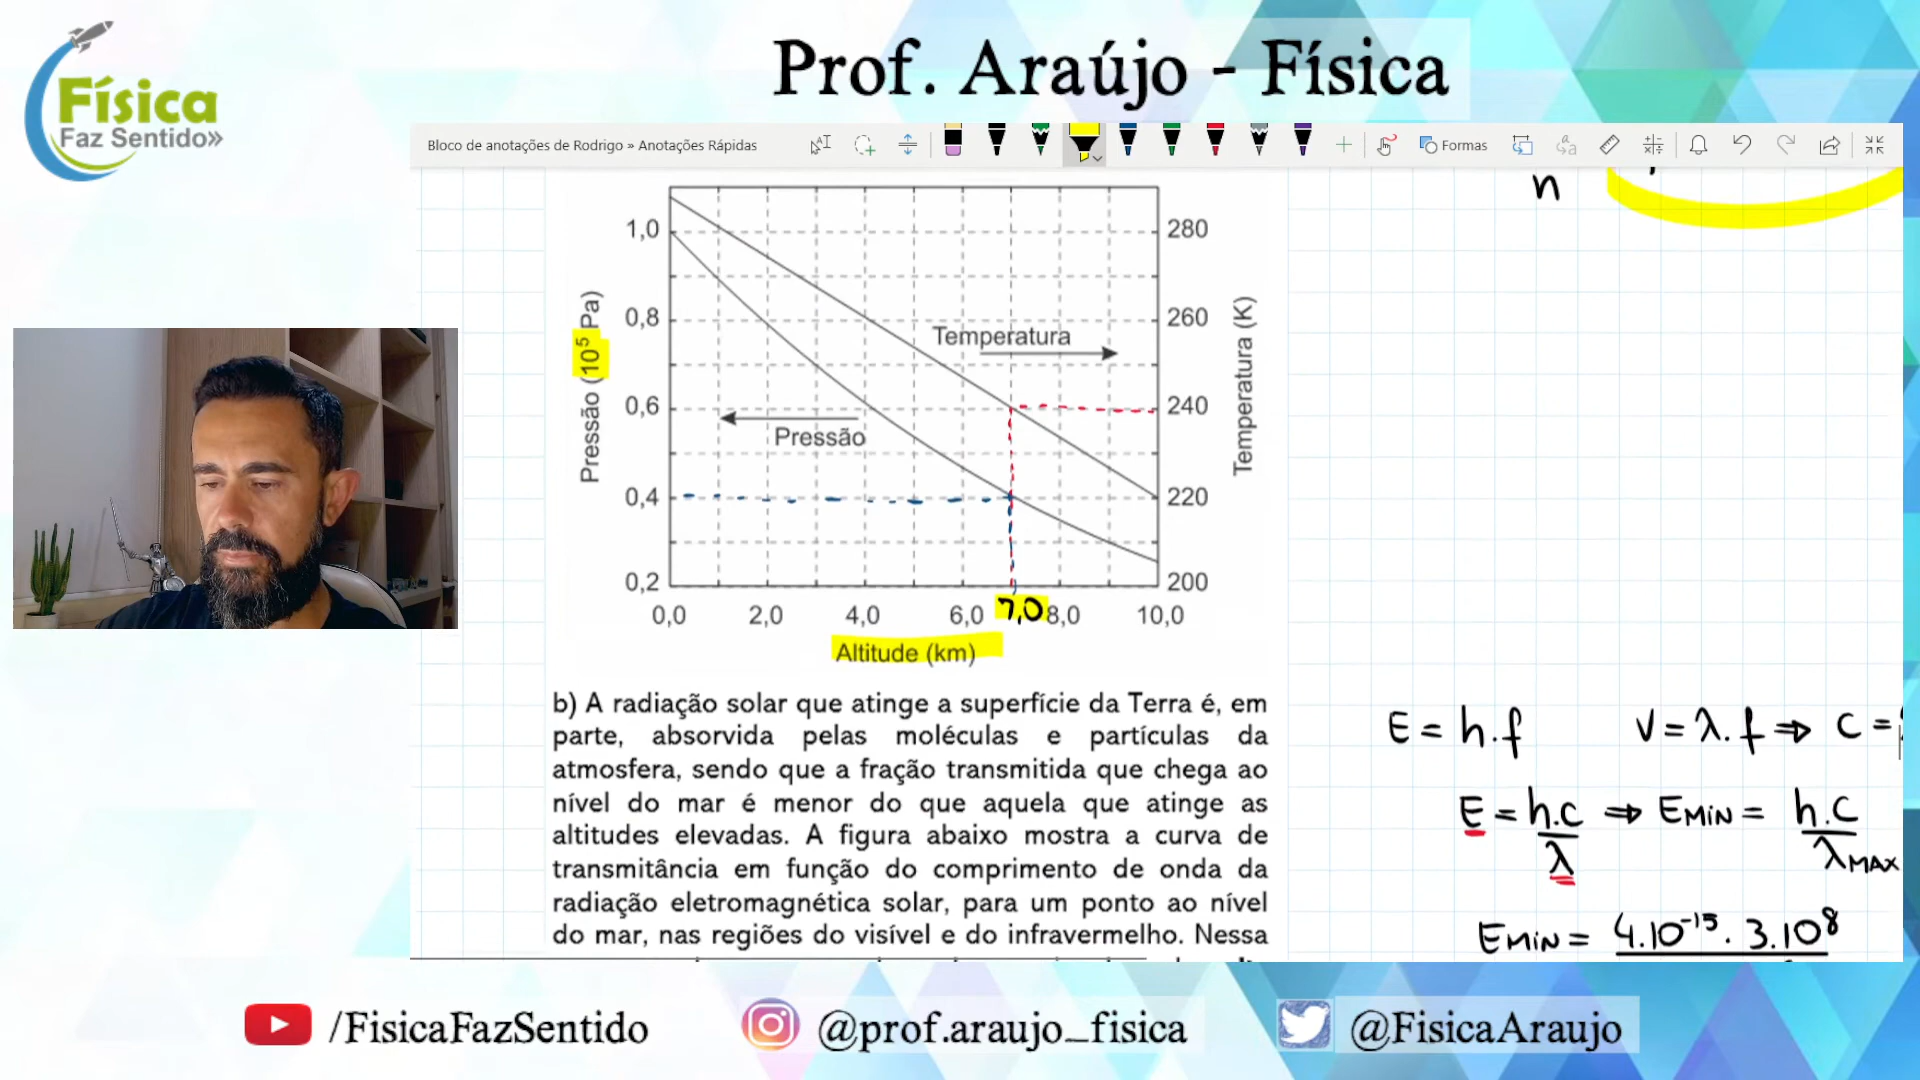 Física
Faz Sentido»
Prof. Araújo - Física
Bloco de anotações de Rodrigo » Anotações Rápidas
Formas
n
1,0
0,8
0,6
0,4
0,2
Pressão (10⁵ Pa)
280
260
240
220
200
Temperatura (K)
Temperatura
Pressão
0,0 2,0 4,0 6,0 7,0 8,0 10,0
Altitude (km)
b) A radiação solar que atinge a superfície da Terra é, em
parte, absorvida pelas moléculas e partículas da
atmosfera, sendo que a fração transmitida que chega ao
nível do mar é menor do que aquela que atinge as
altitudes elevadas. A figura abaixo mostra a curva de
transmitância em função do comprimento de onda da
radiação eletromagnética solar, para um ponto ao nível
do mar, nas regiões do visível e do infravermelho. Nessa
E = h.f V = λ.f ⇒ C =
E = h.c/λ ⇒ EMIN = h.c/λMAX
EMIN = 4.10⁻¹⁵. 3.10⁸
/FisicaFazSentido
@prof.araujo_fisica
@FisicaAraujo